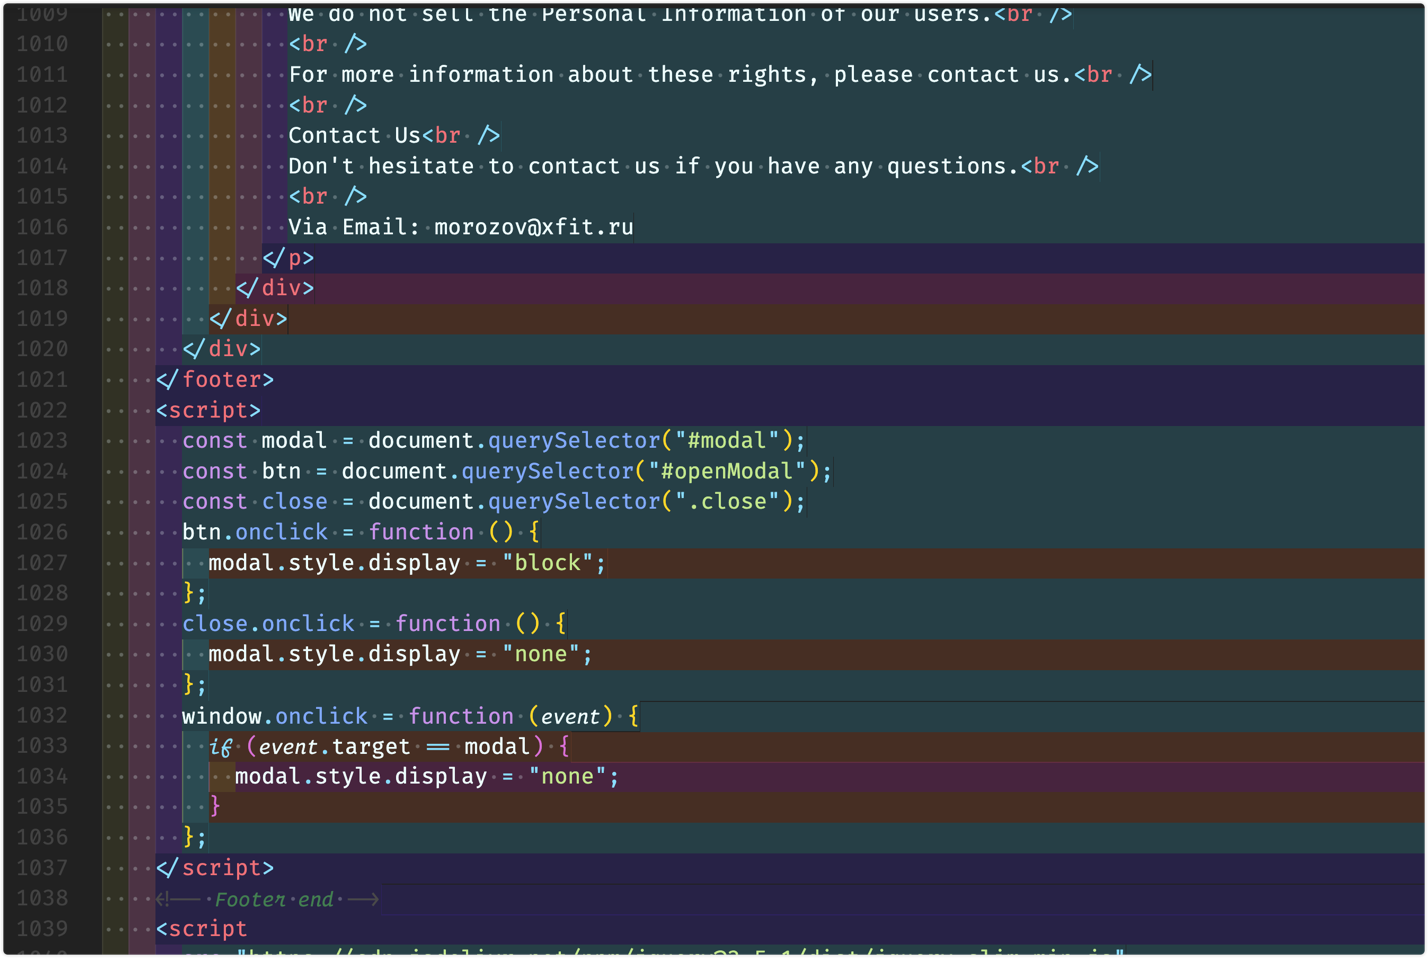 1009 We do not sell the Personal Information of our users.<br />
1010 <br />
1011 For more information about these rights, please contact us.<br />
1012 <br />
1013 Contact Us<br />
1014 Don't hesitate to contact us if you have any questions.<br />
1015 <br />
1016 Via Email: morozov@xfit.ru
1017 </p>
1018 </div>
1019 </div>
1020 </div>
1021 </footer>
1022 <script>
1023 const modal = document.querySelector("#modal");
1024 const btn = document.querySelector("#openModal");
1025 const close = document.querySelector(".close");
1026 btn.onclick = function () {
1027 modal.style.display = "block";
1028 };
1029 close.onclick = function () {
1030 modal.style.display = "none";
1031 };
1032 window.onclick = function (event) {
1033 if (event.target == modal) {
1034 modal.style.display = "none";
1035 }
1036 };
1037 </script>
1038 <!-- Footer end -->
1039 <script